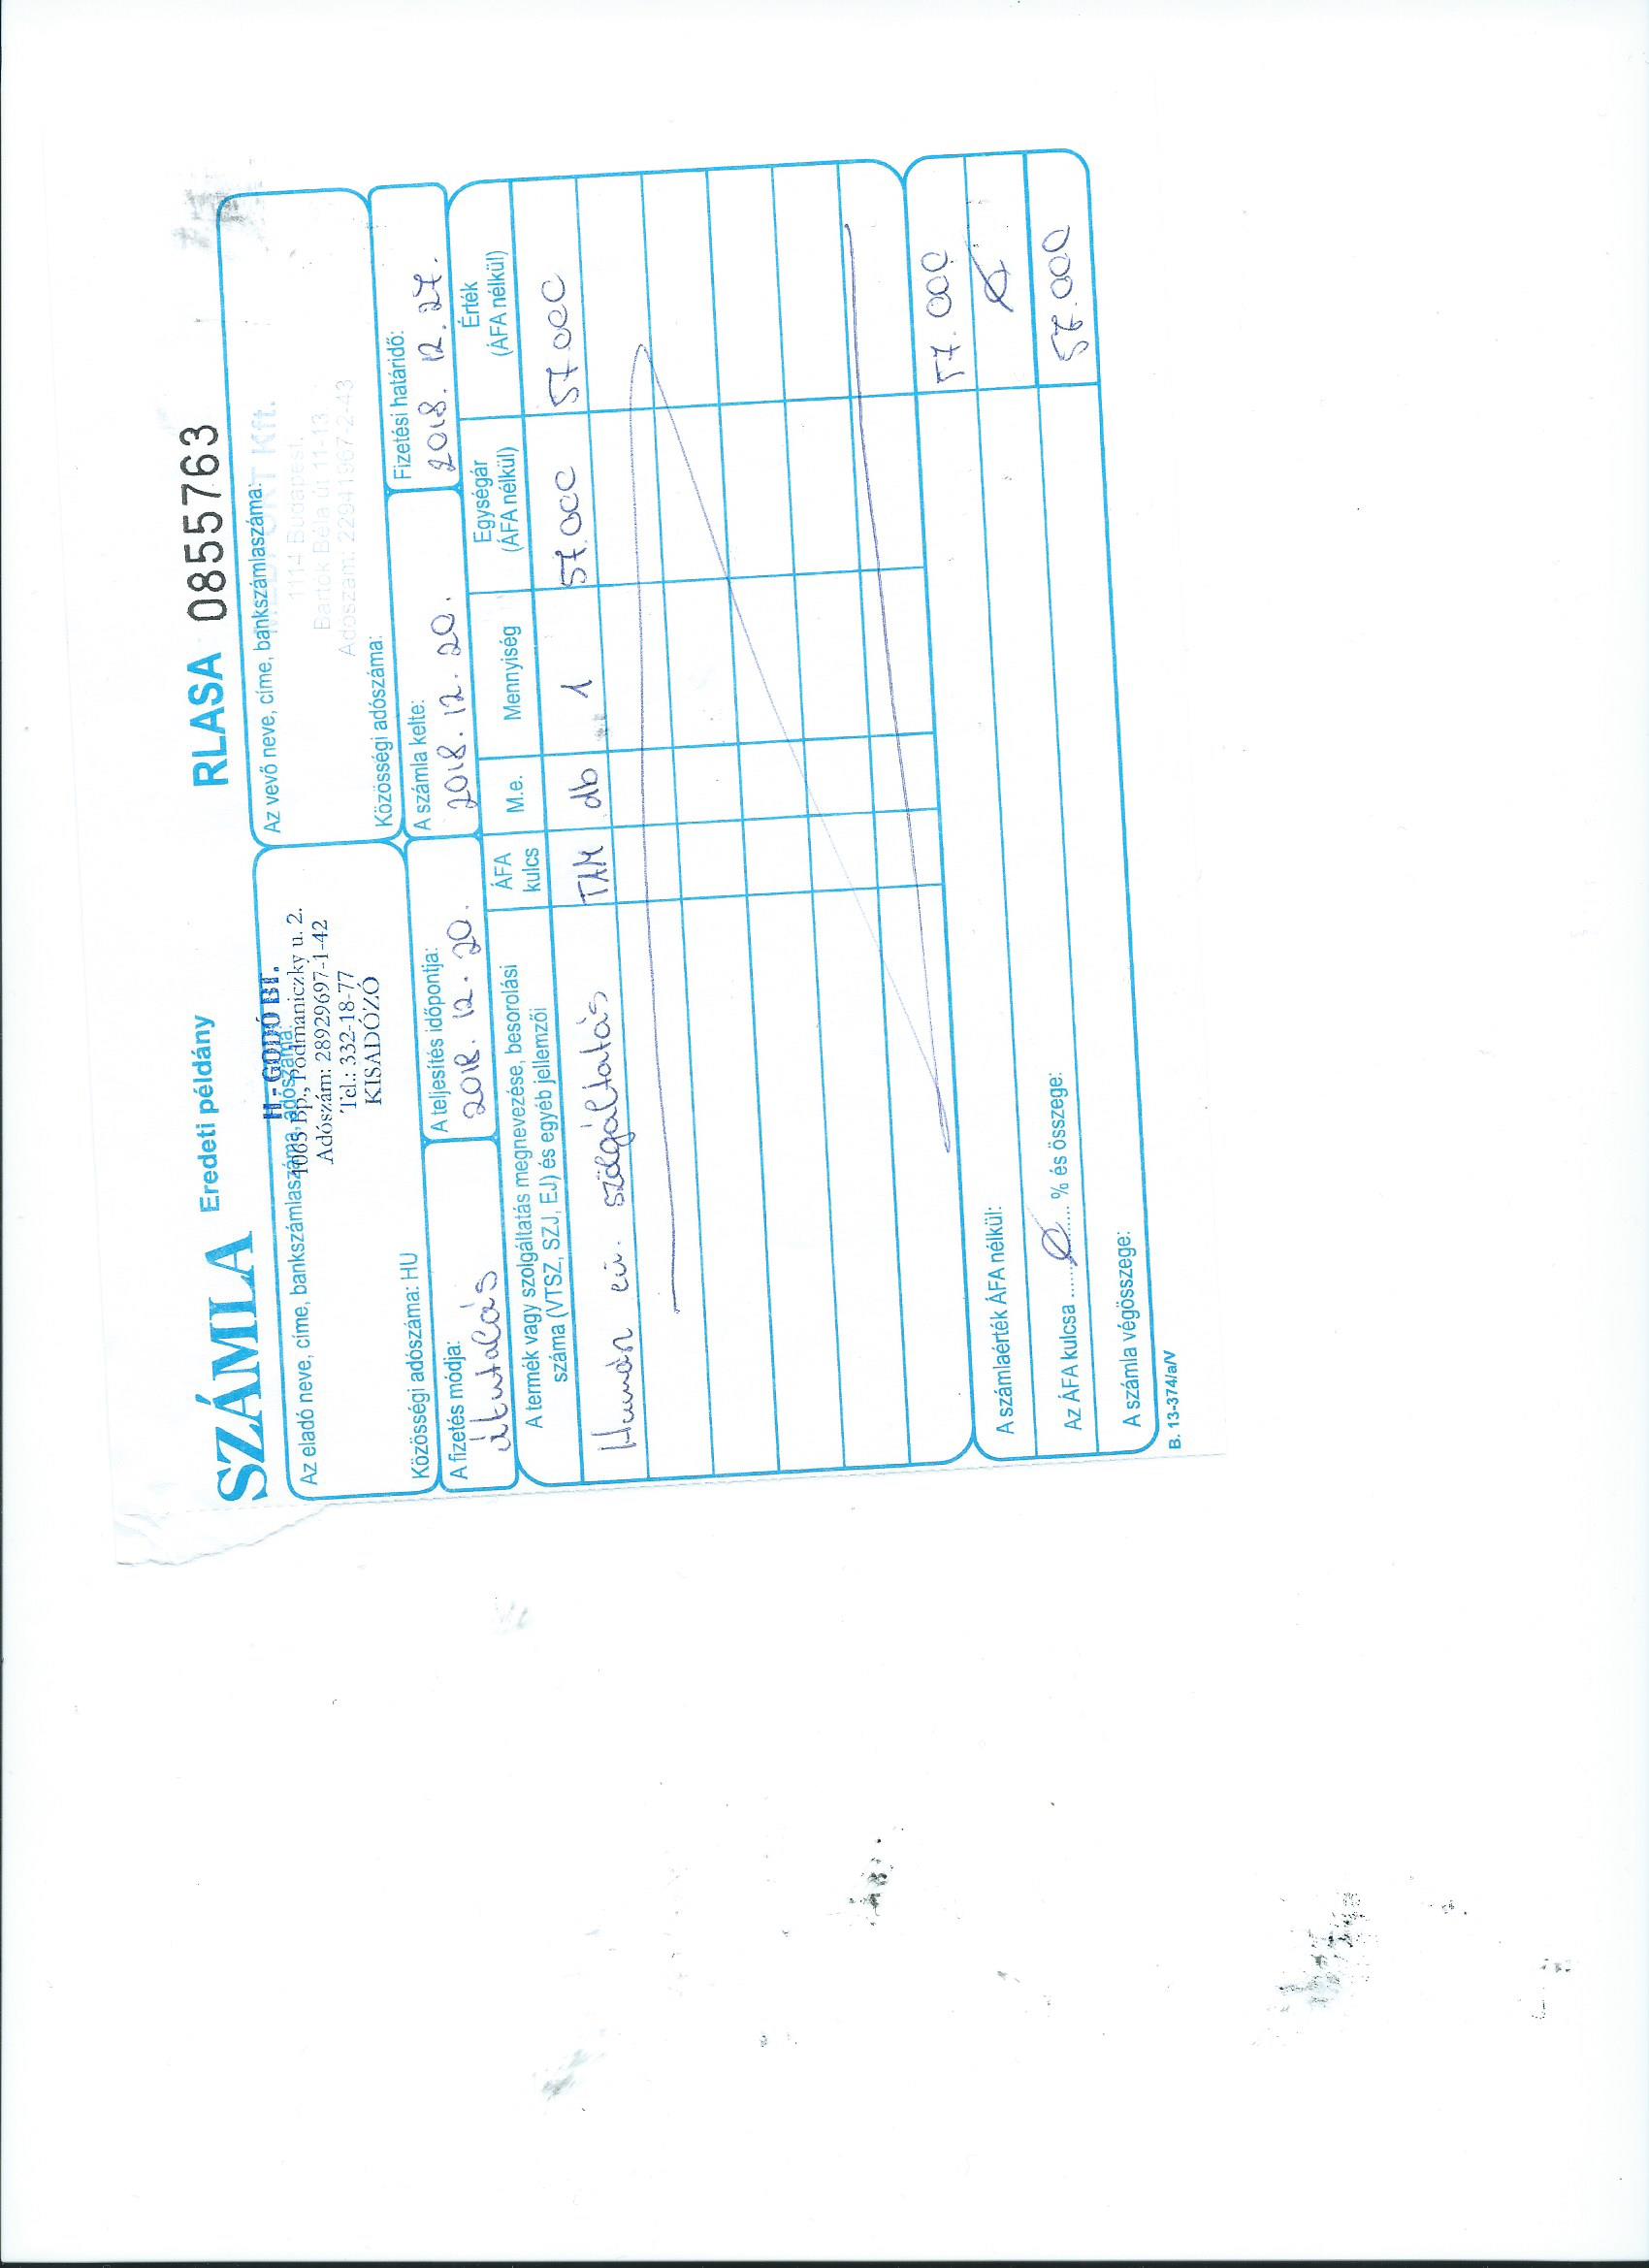 SZÁMLA Eredeti példány RLASA 0855763
Az eladó neve, címe, bankszámlaszáma, adószáma:
H-GODÓ BT.
1065 Bp., Podmaniczky u. 2.
Adószám: 28929697-1-42
Tel.: 332-18-77
KISADÓZÓ
Közösségi adószáma: HU
Az vevő neve, címe, bankszámlaszáma:
Kft.
1114 Budapest,
Bartók Béla út 11-13
Adószám: 22941967-2-43
Közösségi adószáma:
A fizetés módja:
átutalás
A teljesítés időpontja:
2018. 12. 20.
A számla kelte:
2018. 12. 20.
Fizetési határidő:
2018. 12. 27.
A termék vagy szolgáltatás megnevezése, besorolási
száma (VTSZ, SZJ, EJ) és egyéb jellemzői
ÁFA
kulcs
M.e.
Mennyiség
Egységár
(ÁFA nélkül)
Érték
(ÁFA nélkül)
Humán eü. szolgáltatás TAM db 1 57.000 57.000
A számlaérték ÁFA nélkül: 57.000
Az ÁFA kulcsa ............ % és összege:
A számla végösszege: 57.000
B. 13-374/a/V